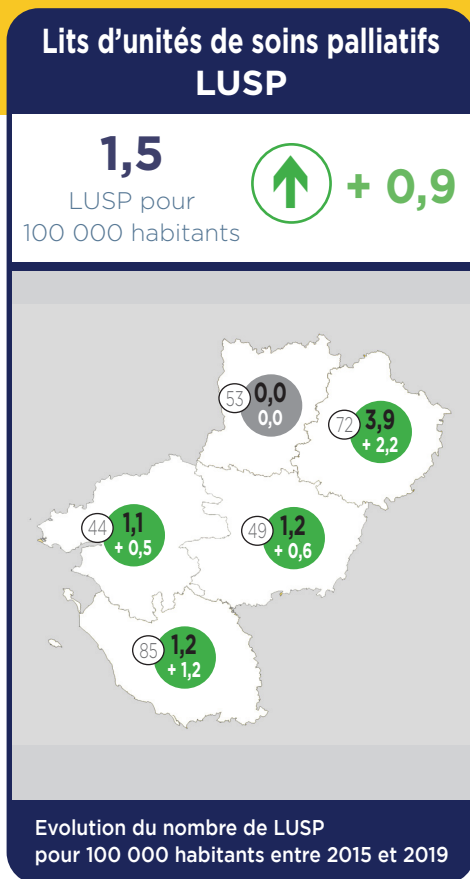 Lits d’unités de soins palliatifs
LUSP
1,5
LUSP pour
100 000 habitants
+ 0,9
53
0,0
0,0
72
3,9
+ 2,2
44
1,1
+ 0,5
49
1,2
+ 0,6
85
1,2
+ 1,2
Evolution du nombre de LUSP
pour 100 000 habitants entre 2015 et 2019